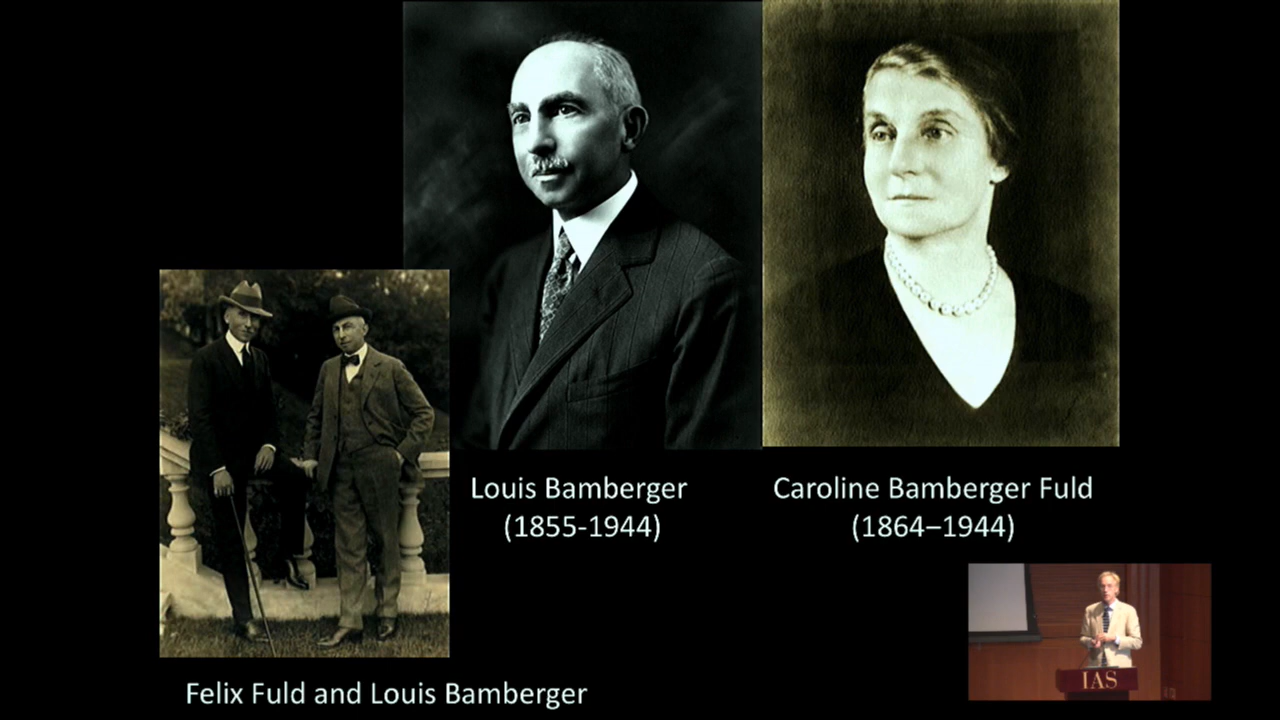 Louis Bamberger
(1855-1944)
Caroline Bamberger Fuld
(1864–1944)
Felix Fuld and Louis Bamberger
IAS